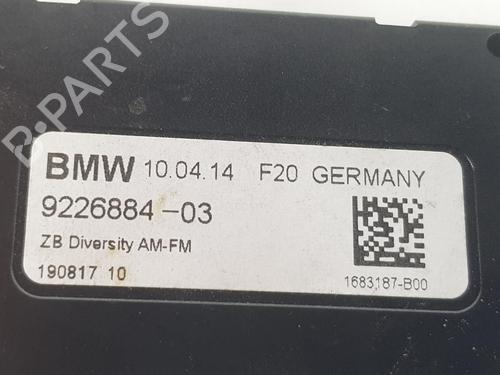 BMW 10.04.14 F20 GERMANY
9226884-03
ZB Diversity AM-FM
190817 10
1683187-B00
B-PARTS